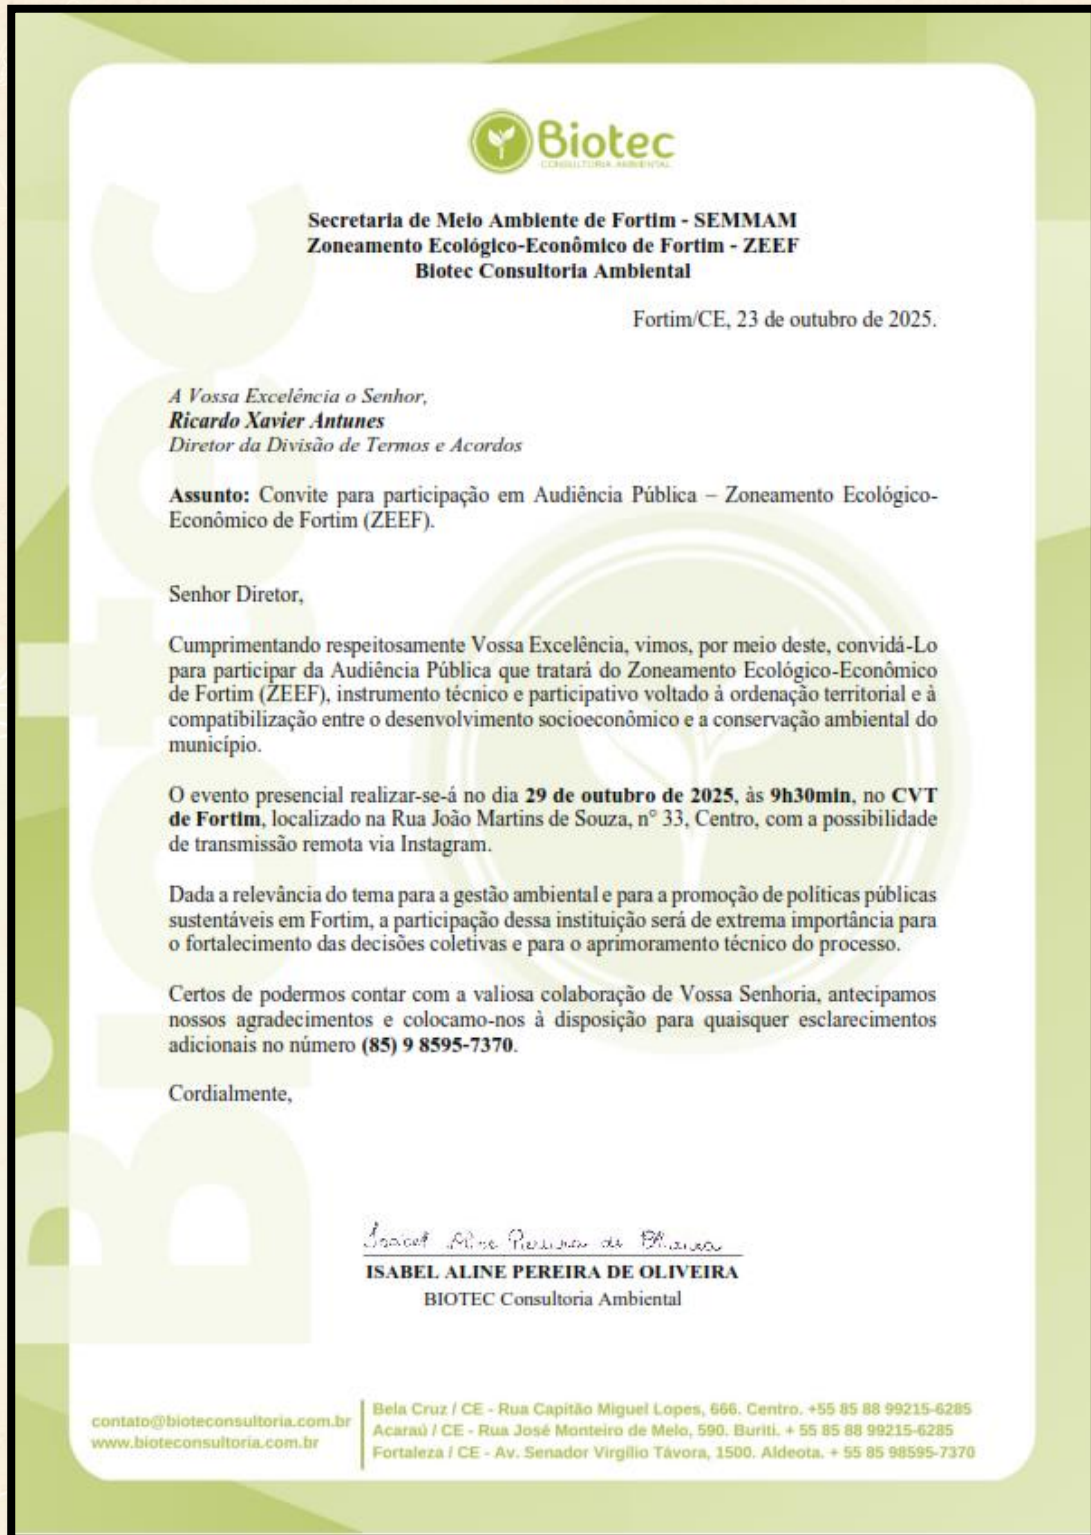 Biotec
CONSULTORIA AMBIENTAL
Biotec
Secretaria de Meio Ambiente de Fortim - SEMMAM
Zoneamento Ecológico-Econômico de Fortim - ZEEF
Biotec Consultoria Ambiental
Fortim/CE, 23 de outubro de 2025.
A Vossa Excelência o Senhor,
Ricardo Xavier Antunes
Diretor da Divisão de Termos e Acordos
Assunto: Convite para participação em Audiência Pública – Zoneamento Ecológico-
Econômico de Fortim (ZEEF).
Senhor Diretor,
Cumprimentando respeitosamente Vossa Excelência, vimos, por meio deste, convidá-Lo
para participar da Audiência Pública que tratará do Zoneamento Ecológico-Econômico
de Fortim (ZEEF), instrumento técnico e participativo voltado à ordenação territorial e à
compatibilização entre o desenvolvimento socioeconômico e a conservação ambiental do
município.
O evento presencial realizar-se-á no dia 29 de outubro de 2025, às 9h30min, no CVT
de Fortim, localizado na Rua João Martins de Souza, n° 33, Centro, com a possibilidade
de transmissão remota via Instagram.
Dada a relevância do tema para a gestão ambiental e para a promoção de políticas públicas
sustentáveis em Fortim, a participação dessa instituição será de extrema importância para
o fortalecimento das decisões coletivas e para o aprimoramento técnico do processo.
Certos de podermos contar com a valiosa colaboração de Vossa Senhoria, antecipamos
nossos agradecimentos e colocamo-nos à disposição para quaisquer esclarecimentos
adicionais no número (85) 9 8595-7370.
Cordialmente,
Isabel Aline Pereira de Oliveira
ISABEL ALINE PEREIRA DE OLIVEIRA
BIOTEC Consultoria Ambiental
contato@bioteconsultoria.com.br
www.bioteconsultoria.com.br
Bela Cruz / CE - Rua Capitão Miguel Lopes, 666. Centro. +55 85 88 99215-6285
Acaraú / CE - Rua José Monteiro de Melo, 590. Buriti. + 55 85 88 99215-6285
Fortaleza / CE - Av. Senador Virgílio Távora, 1500. Aldeota. + 55 85 98595-7370